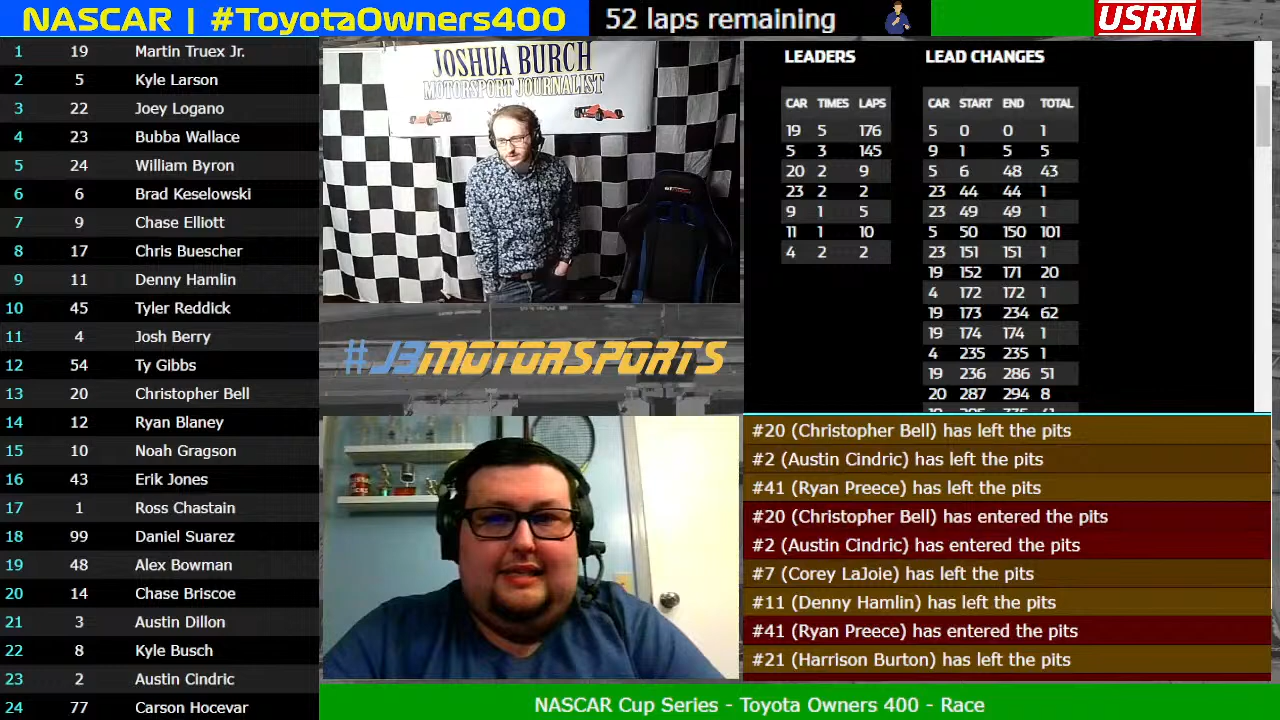 NASCAR | #ToyotaOwners400
52 laps remaining
USRN
1 19 Martin Truex Jr.
2 5 Kyle Larson
3 22 Joey Logano
4 23 Bubba Wallace
5 24 William Byron
6 6 Brad Keselowski
7 9 Chase Elliott
8 17 Chris Buescher
9 11 Denny Hamlin
10 45 Tyler Reddick
11 4 Josh Berry
12 54 Ty Gibbs
13 20 Christopher Bell
14 12 Ryan Blaney
15 10 Noah Gragson
16 43 Erik Jones
17 1 Ross Chastain
18 99 Daniel Suarez
19 48 Alex Bowman
20 14 Chase Briscoe
21 3 Austin Dillon
22 8 Kyle Busch
23 2 Austin Cindric
24 77 Carson Hocevar
JOSHUA BURCH
MOTORSPORT JOURNALIST
#JBMOTORSPORTS
LEADERS
CAR TIMES LAPS
19 5 176
5 3 145
20 2 9
23 2 2
9 1 5
11 1 10
4 2 2
LEAD CHANGES
CAR START END TOTAL
5 0 0 1
9 1 5 5
5 6 48 43
23 44 44 1
23 49 49 1
5 50 150 101
23 151 151 1
19 152 171 20
4 172 172 1
19 173 234 62
19 174 174 1
4 235 235 1
19 236 286 51
20 287 294 8
#20 (Christopher Bell) has left the pits
#2 (Austin Cindric) has left the pits
#41 (Ryan Preece) has left the pits
#20 (Christopher Bell) has entered the pits
#2 (Austin Cindric) has entered the pits
#7 (Corey LaJoie) has left the pits
#11 (Denny Hamlin) has left the pits
#41 (Ryan Preece) has entered the pits
#21 (Harrison Burton) has left the pits
NASCAR Cup Series - Toyota Owners 400 - Race